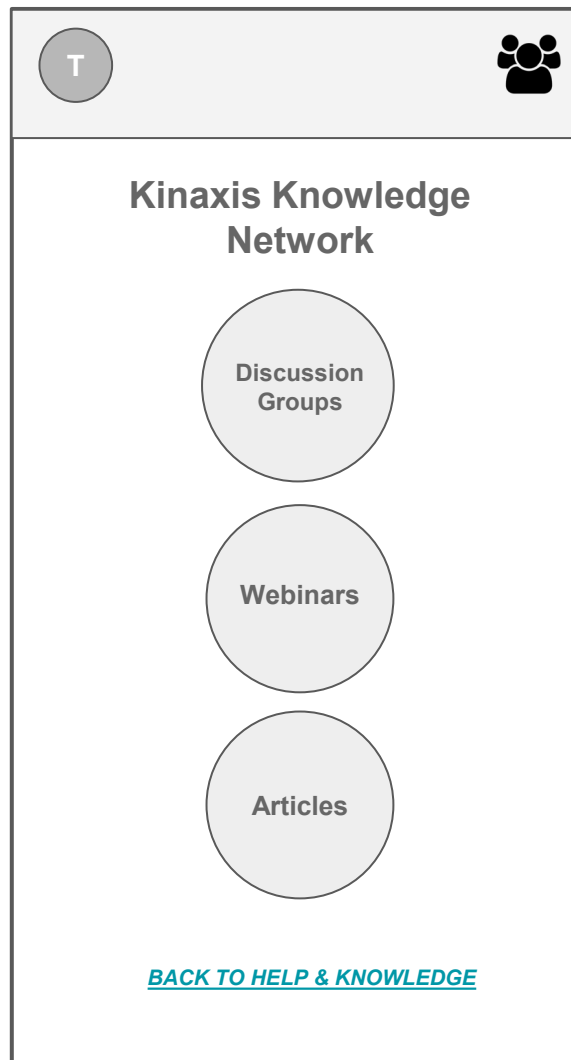 T
Kinaxis Knowledge
Network
Discussion
Groups
Webinars
Articles
BACK TO HELP & KNOWLEDGE